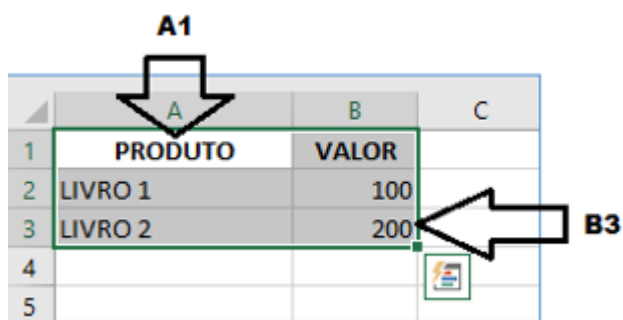 A1
A B C
1 PRODUTO VALOR
2 LIVRO 1 100
3 LIVRO 2 200
B3
4
5